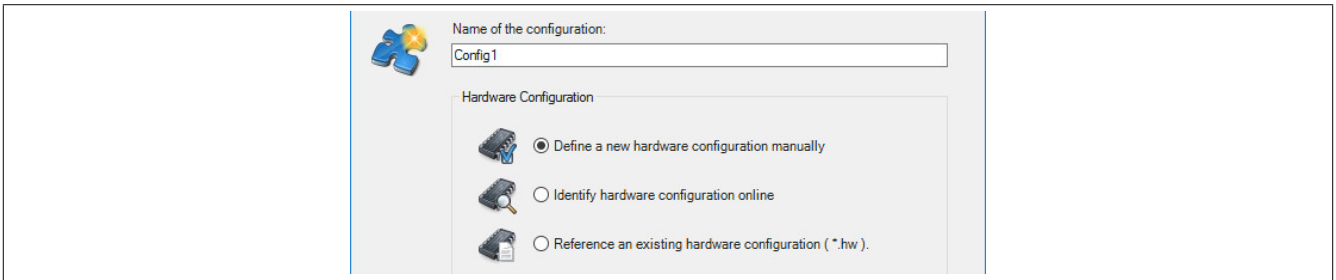 Name of the configuration:
Config1
Hardware Configuration
Define a new hardware configuration manually
Identify hardware configuration online
Reference an existing hardware configuration ( *.hw ).